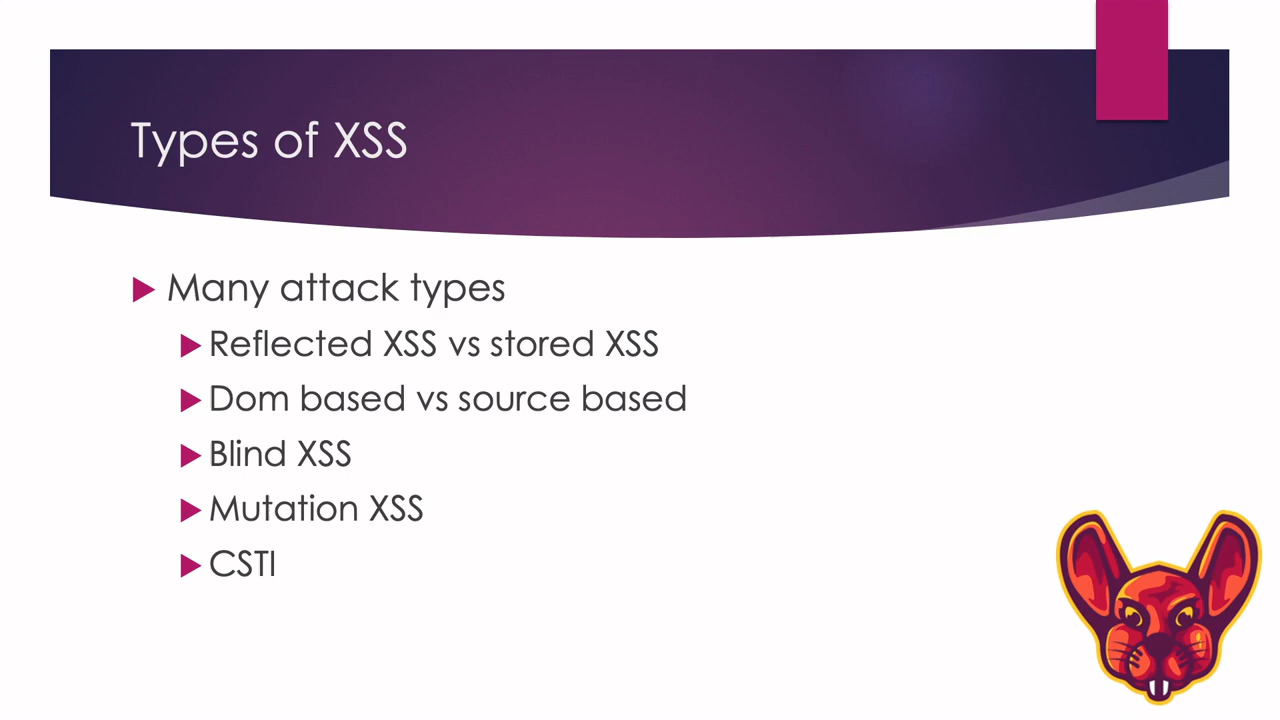 Types of XSS
Many attack types
Reflected XSS vs stored XSS
Dom based vs source based
Blind XSS
Mutation XSS
CSTI